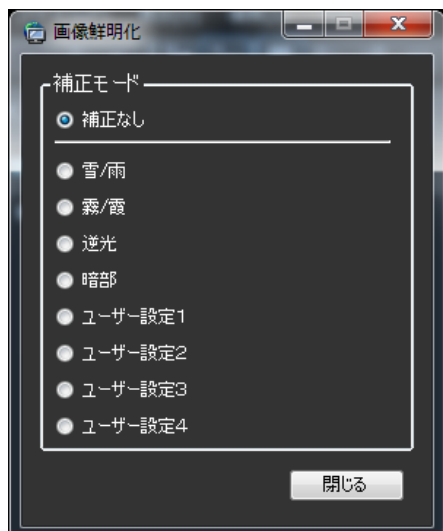 画像鮮明化
補正モード
補正なし
雪/雨
霧/霞
逆光
暗部
ユーザー設定1
ユーザー設定2
ユーザー設定3
ユーザー設定4
閉じる